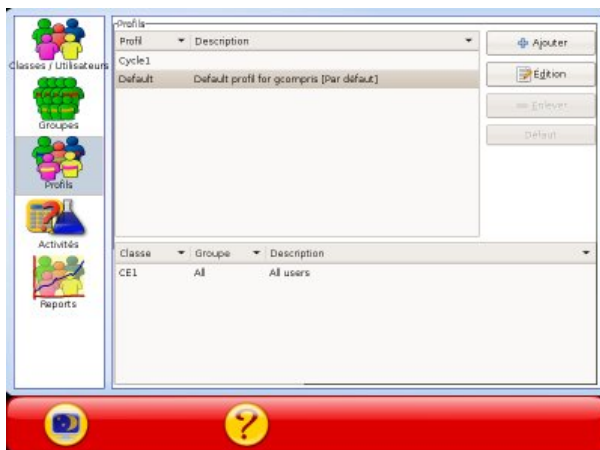 Classes / Utilisateurs
Groupes
Profils
Activités
Reports
Profils
Profil Description
Cycle1
Default Default profil for gcompris [Par défaut]
Ajouter
Édition
Enlever
Défaut
Classe Groupe Description
CE1 All All users
?